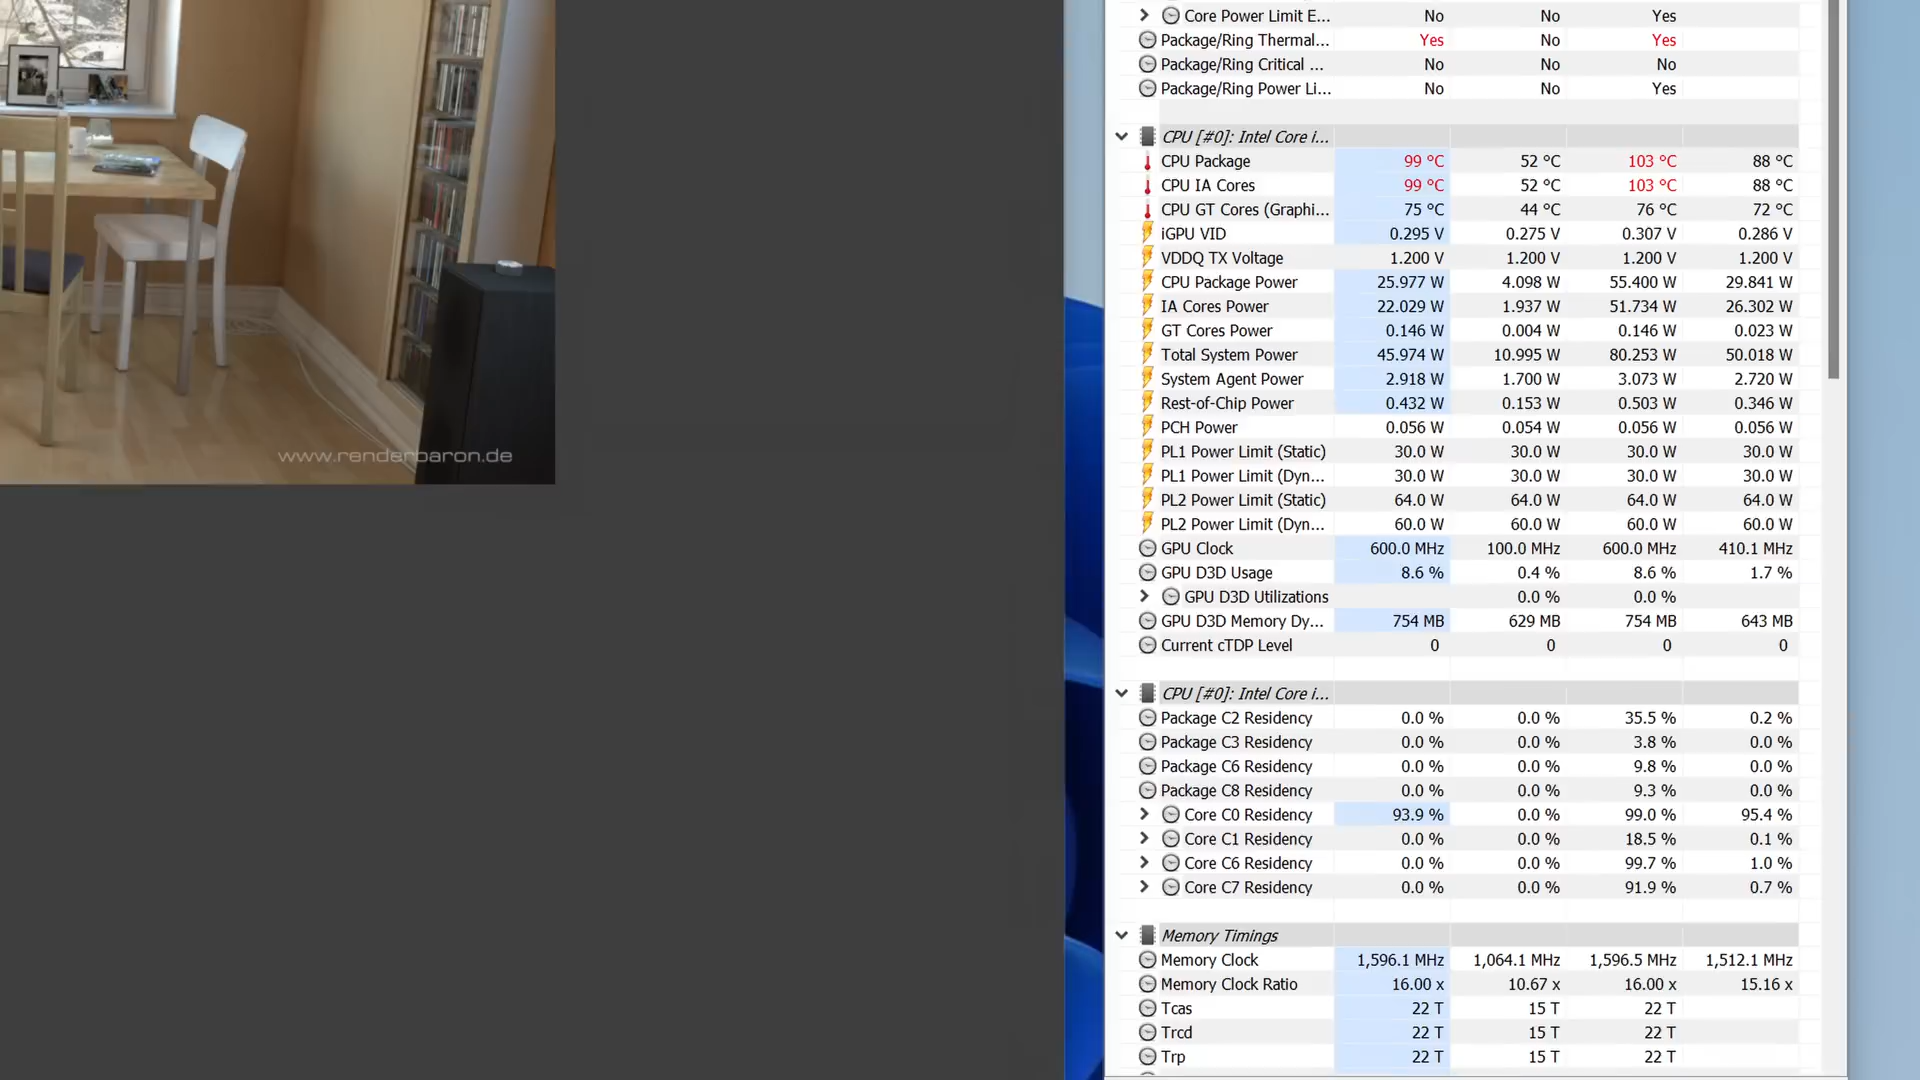 Core Power Limit E... No No Yes
Package/Ring Thermal... Yes No Yes
Package/Ring Critical ... No No No
Package/Ring Power Li... No No Yes
CPU [#0]: Intel Core i...
CPU Package 99 °C 52 °C 103 °C 88 °C
CPU IA Cores 99 °C 52 °C 103 °C 88 °C
CPU GT Cores (Graphi... 75 °C 44 °C 76 °C 72 °C
iGPU VID 0.295 V 0.275 V 0.307 V 0.286 V
VDDQ TX Voltage 1.200 V 1.200 V 1.200 V 1.200 V
CPU Package Power 25.977 W 4.098 W 55.400 W 29.841 W
IA Cores Power 22.029 W 1.937 W 51.734 W 26.302 W
GT Cores Power 0.146 W 0.004 W 0.146 W 0.023 W
Total System Power 45.974 W 10.995 W 80.253 W 50.018 W
System Agent Power 2.918 W 1.700 W 3.073 W 2.720 W
Rest-of-Chip Power 0.432 W 0.153 W 0.503 W 0.346 W
PCH Power 0.056 W 0.054 W 0.056 W 0.056 W
PL1 Power Limit (Static) 30.0 W 30.0 W 30.0 W 30.0 W
PL1 Power Limit (Dyn... 30.0 W 30.0 W 30.0 W 30.0 W
PL2 Power Limit (Static) 64.0 W 64.0 W 64.0 W 64.0 W
PL2 Power Limit (Dyn... 60.0 W 60.0 W 60.0 W 60.0 W
GPU Clock 600.0 MHz 100.0 MHz 600.0 MHz 410.1 MHz
GPU D3D Usage 8.6 % 0.4 % 8.6 % 1.7 %
GPU D3D Utilizations 0.0 % 0.0 %
GPU D3D Memory Dy... 754 MB 629 MB 754 MB 643 MB
Current cTDP Level 0 0 0 0
CPU [#0]: Intel Core i...
Package C2 Residency 0.0 % 0.0 % 35.5 % 0.2 %
Package C3 Residency 0.0 % 0.0 % 3.8 % 0.0 %
Package C6 Residency 0.0 % 0.0 % 9.8 % 0.0 %
Package C8 Residency 0.0 % 0.0 % 9.3 % 0.0 %
Core C0 Residency 93.9 % 0.0 % 99.0 % 95.4 %
Core C1 Residency 0.0 % 0.0 % 18.5 % 0.1 %
Core C6 Residency 0.0 % 0.0 % 99.7 % 1.0 %
Core C7 Residency 0.0 % 0.0 % 91.9 % 0.7 %
Memory Timings
Memory Clock 1,596.1 MHz 1,064.1 MHz 1,596.5 MHz 1,512.1 MHz
Memory Clock Ratio 16.00 x 10.67 x 16.00 x 15.16 x
Tcas 22 T 15 T 22 T
Trcd 22 T 15 T 22 T
Trp 22 T 15 T 22 T
www.renderbaron.de